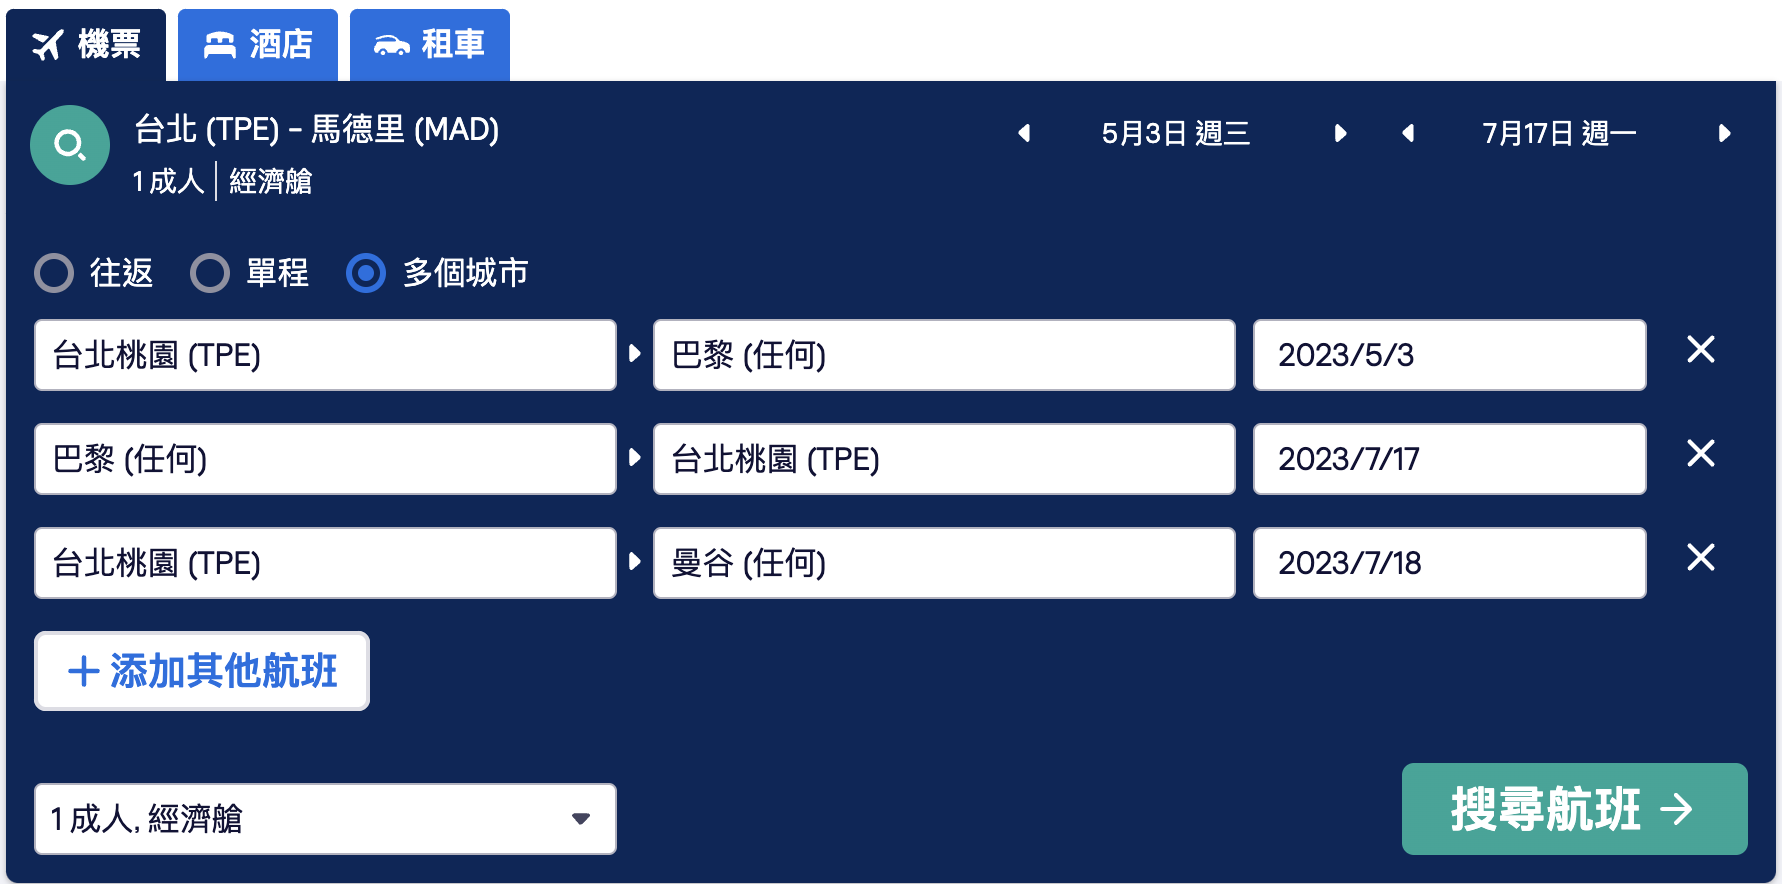 機票 酒店 租車
台北 (TPE) - 馬德里 (MAD)
5月3日 週三
7月17日 週一
1 成人 | 經濟艙
往返 單程 多個城市
台北桃園 (TPE) 巴黎 (任何) 2023/5/3
巴黎 (任何) 台北桃園 (TPE) 2023/7/17
台北桃園 (TPE) 曼谷 (任何) 2023/7/18
+ 添加其他航班
1 成人, 經濟艙
搜尋航班 →